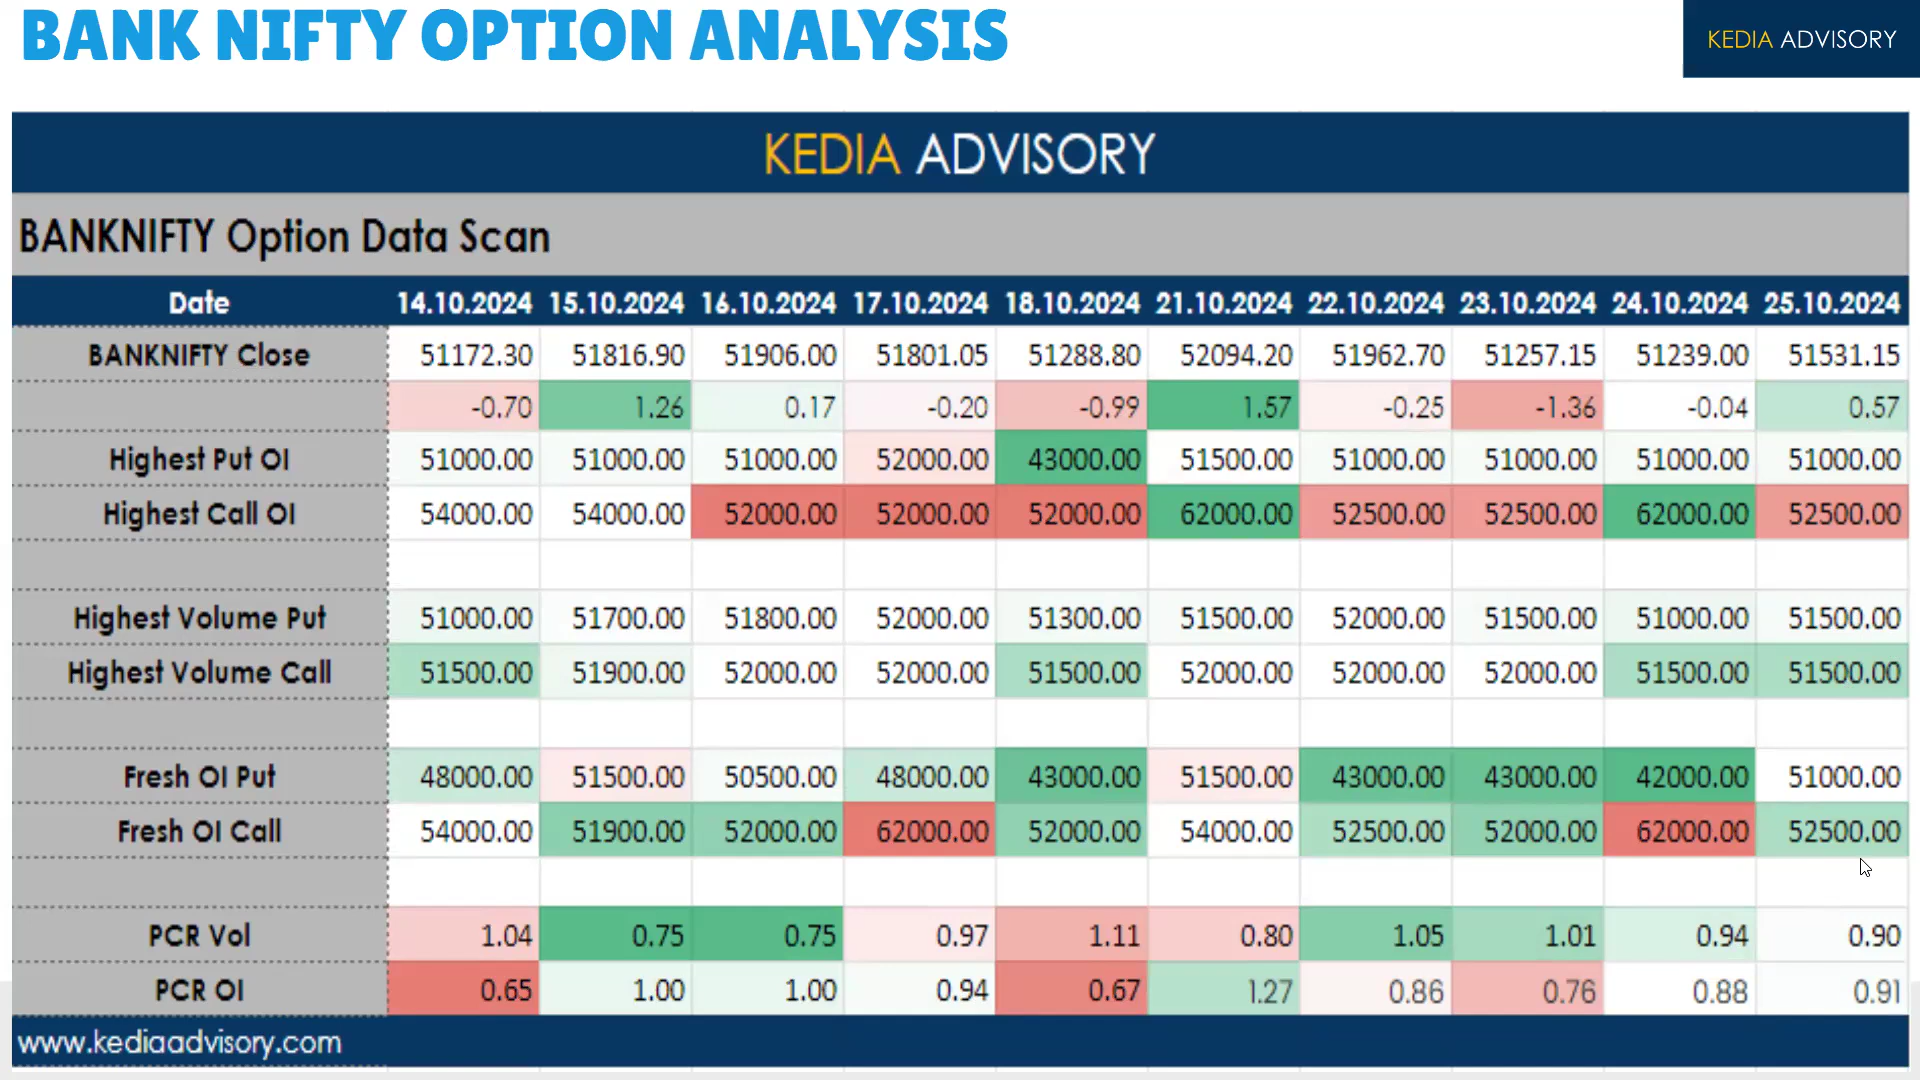 BANK NIFTY OPTION ANALYSIS
KEDIA ADVISORY
KEDIA ADVISORY
BANKNIFTY Option Data Scan
Date 14.10.2024 15.10.2024 16.10.2024 17.10.2024 18.10.2024 21.10.2024 22.10.2024 23.10.2024 24.10.2024 25.10.2024
BANKNIFTY Close 51172.30 51816.90 51906.00 51801.05 51288.80 52094.20 51962.70 51257.15 51239.00 51531.15
-0.70 1.26 0.17 -0.20 -0.99 1.57 -0.25 -1.36 -0.04 0.57
Highest Put OI 51000.00 51000.00 51000.00 52000.00 43000.00 51500.00 51000.00 51000.00 51000.00 51000.00
Highest Call OI 54000.00 54000.00 52000.00 52000.00 52000.00 62000.00 52500.00 52500.00 62000.00 52500.00
Highest Volume Put 51000.00 51700.00 51800.00 52000.00 51300.00 51500.00 52000.00 51500.00 51000.00 51500.00
Highest Volume Call 51500.00 51900.00 52000.00 52000.00 51500.00 52000.00 52000.00 52000.00 51500.00 51500.00
Fresh OI Put 48000.00 51500.00 50500.00 48000.00 43000.00 51500.00 43000.00 43000.00 42000.00 51000.00
Fresh OI Call 54000.00 51900.00 52000.00 62000.00 52000.00 54000.00 52500.00 52000.00 62000.00 52500.00
PCR Vol 1.04 0.75 0.75 0.97 1.11 0.80 1.05 1.01 0.94 0.90
PCR OI 0.65 1.00 1.00 0.94 0.67 1.27 0.86 0.76 0.88 0.91
www.kediaadvisory.com